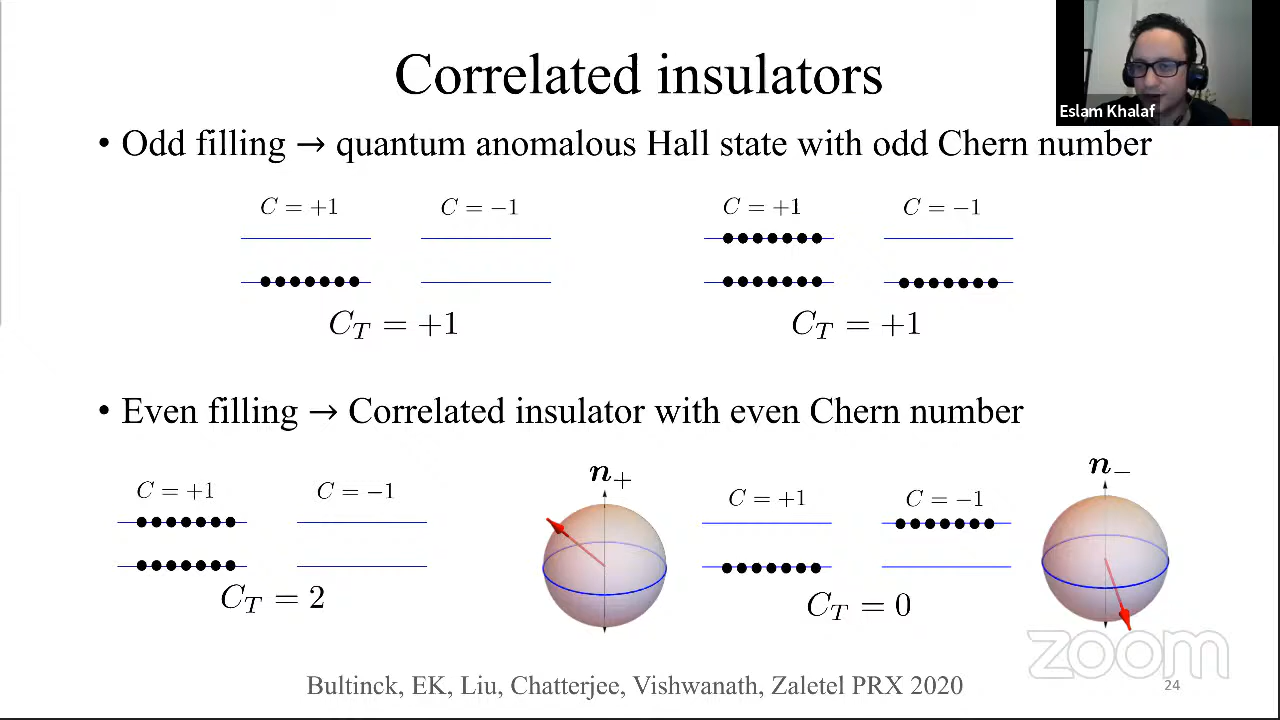 Correlated insulators
Eslam Khalaf
• Odd filling → quantum anomalous Hall state with odd Chern number
C = +1 C = −1 C = +1 C = −1
C_T = +1 C_T = +1
• Even filling → Correlated insulator with even Chern number
n₊ n₋
C = +1 C = −1 C = +1 C = −1
C_T = 2 C_T = 0
zoom
Bultinck, EK, Liu, Chatterjee, Vishwanath, Zaletel PRX 2020
24